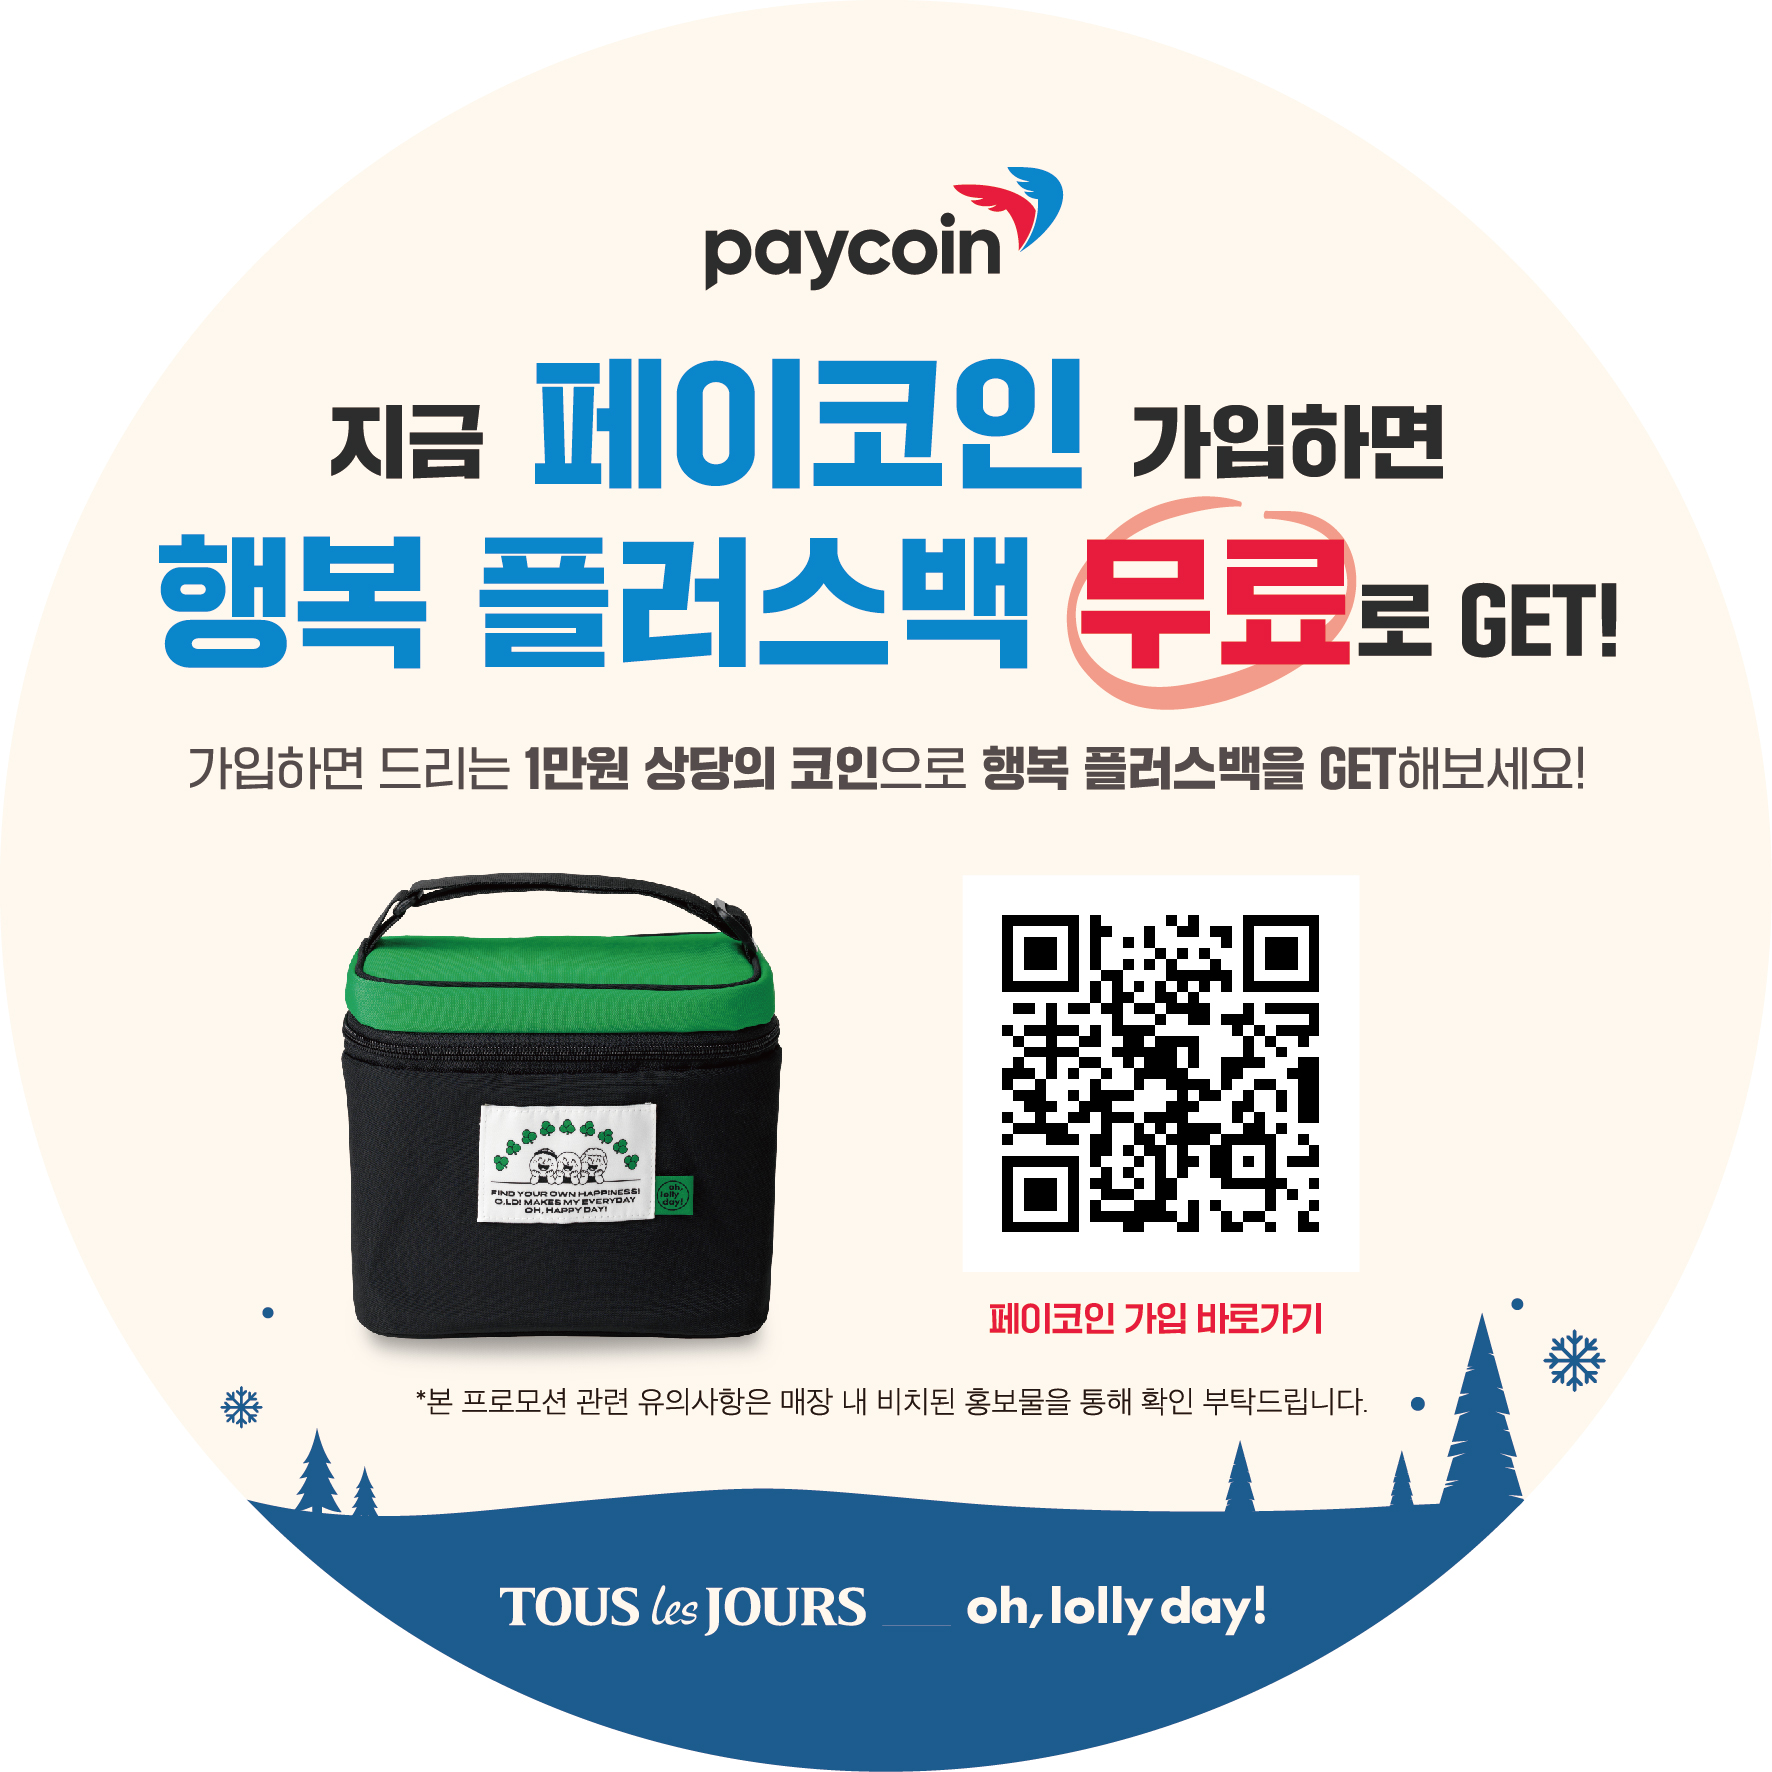 paycoin
지금 페이코인 가입하면
행복 플러스백 무료로 GET!
가입하면 드리는 1만원 상당의 코인으로 행복 플러스백을 GET해보세요!
FIND YOUR OWN HAPPINESS!
O,LD! MAKES MY EVERYDAY
OH, HAPPY DAY!
oh,
lolly
day!
페이코인 가입 바로가기
*본 프로모션 관련 유의사항은 매장 내 비치된 홍보물을 통해 확인 부탁드립니다.
TOUS les JOURS
oh, lolly day!